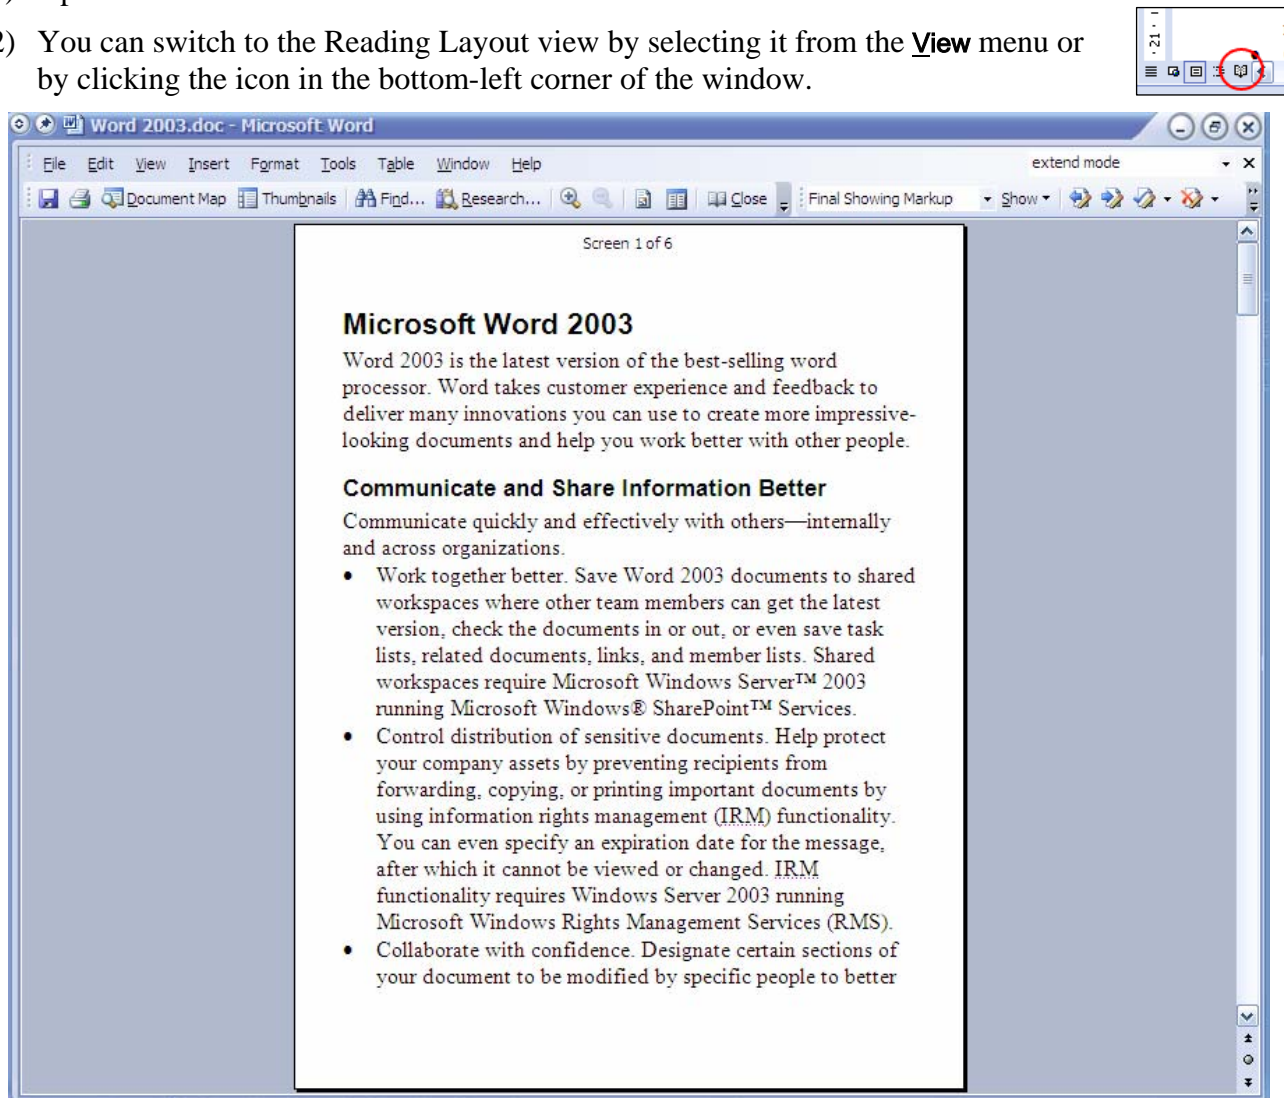 2) You can switch to the Reading Layout view by selecting it from the View menu or
by clicking the icon in the bottom-left corner of the window.
21
Word 2003.doc - Microsoft Word
File Edit View Insert Format Tools Table Window Help extend mode
Document Map Thumbnails Find... Research... Close Final Showing Markup Show
Screen 1 of 6
Microsoft Word 2003
Word 2003 is the latest version of the best-selling word
processor. Word takes customer experience and feedback to
deliver many innovations you can use to create more impressive-
looking documents and help you work better with other people.
Communicate and Share Information Better
Communicate quickly and effectively with others—internally
and across organizations.
• Work together better. Save Word 2003 documents to shared
workspaces where other team members can get the latest
version, check the documents in or out, or even save task
lists, related documents, links, and member lists. Shared
workspaces require Microsoft Windows Server™ 2003
running Microsoft Windows® SharePoint™ Services.
• Control distribution of sensitive documents. Help protect
your company assets by preventing recipients from
forwarding, copying, or printing important documents by
using information rights management (IRM) functionality.
You can even specify an expiration date for the message,
after which it cannot be viewed or changed. IRM
functionality requires Windows Server 2003 running
Microsoft Windows Rights Management Services (RMS).
• Collaborate with confidence. Designate certain sections of
your document to be modified by specific people to better